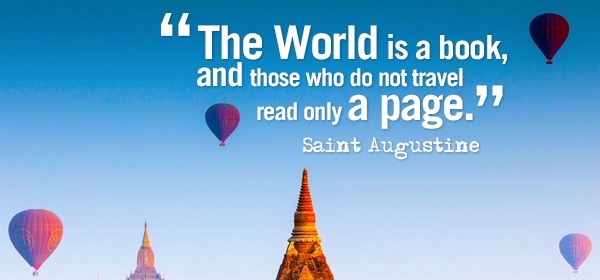 “The World is a book,
and those who do not travel
read only a page.”
Saint Augustine